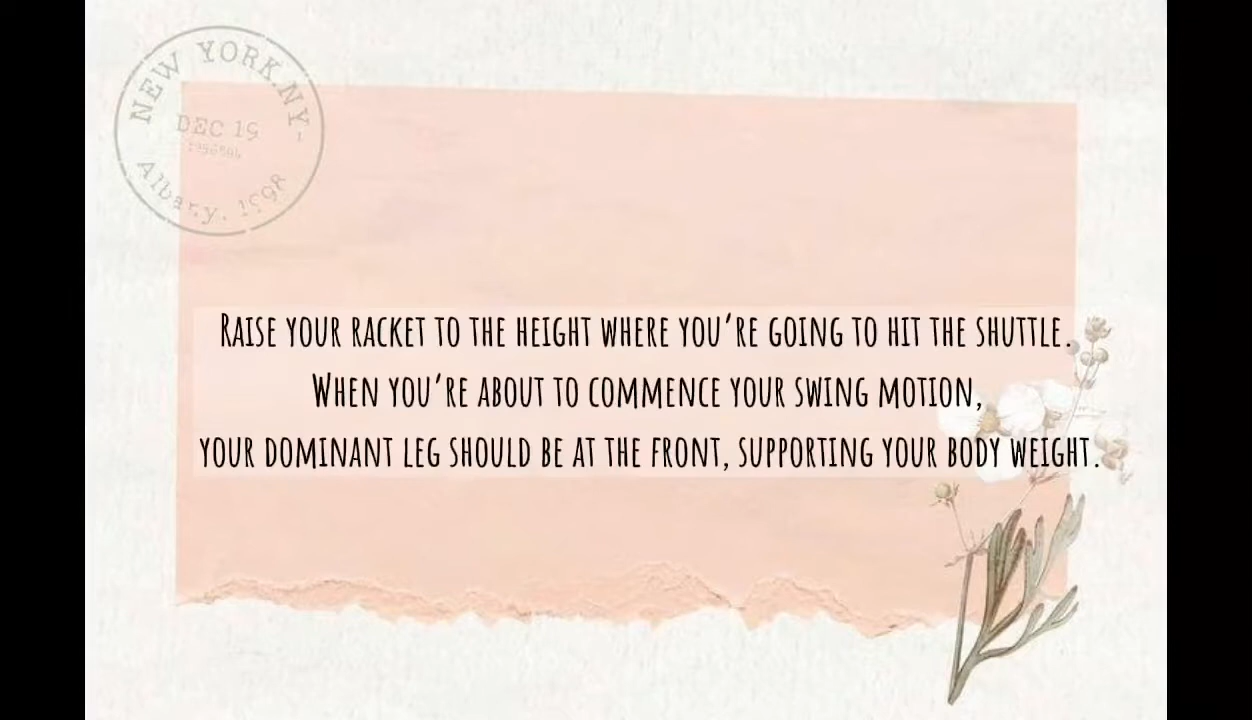 NEW YORK.NY-
DEC 19
Albany. 1998
RAISE YOUR RACKET TO THE HEIGHT WHERE YOU'RE GOING TO HIT THE SHUTTLE.
WHEN YOU'RE ABOUT TO COMMENCE YOUR SWING MOTION,
YOUR DOMINANT LEG SHOULD BE AT THE FRONT, SUPPORTING YOUR BODY WEIGHT.